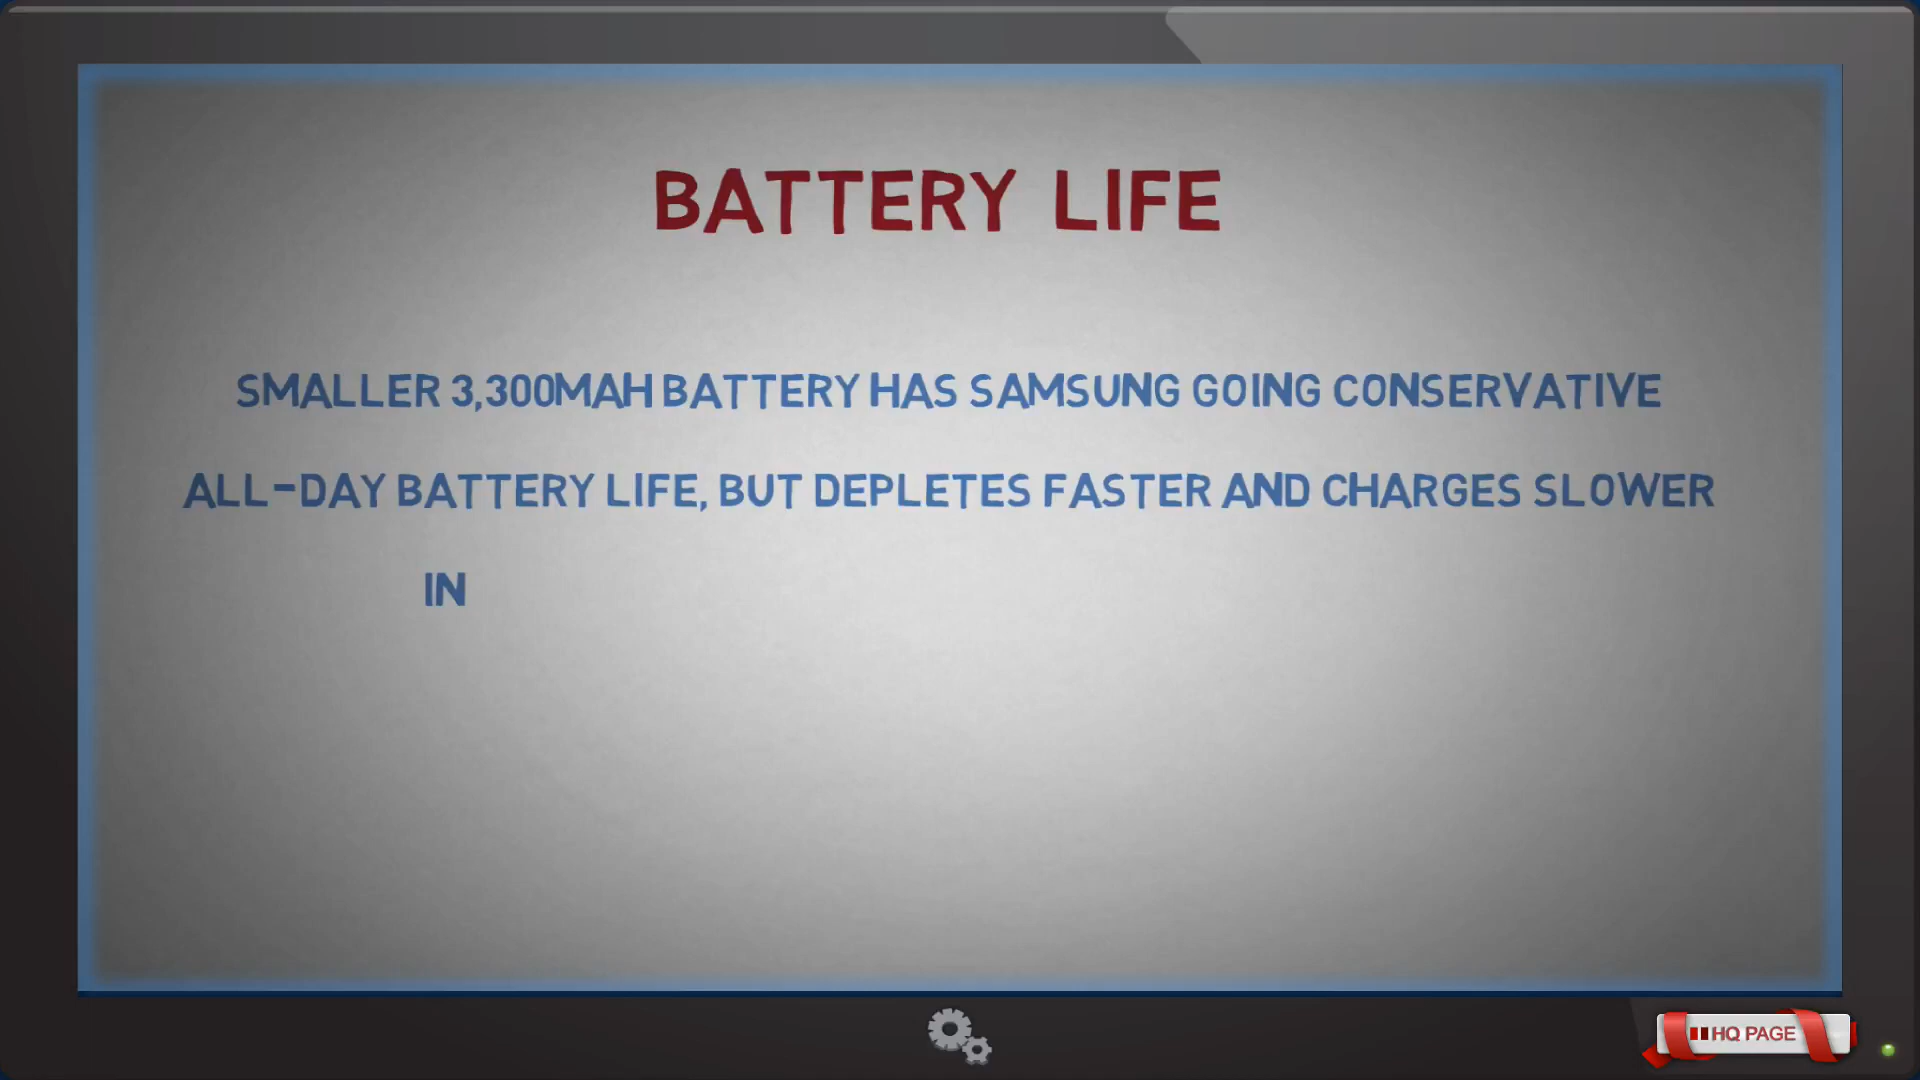 BATTERY LIFE
SMALLER 3,300MAH BATTERY HAS SAMSUNG GOING CONSERVATIVE
ALL-DAY BATTERY LIFE, BUT DEPLETES FASTER AND CHARGES SLOWER
IN
HQ PAGE